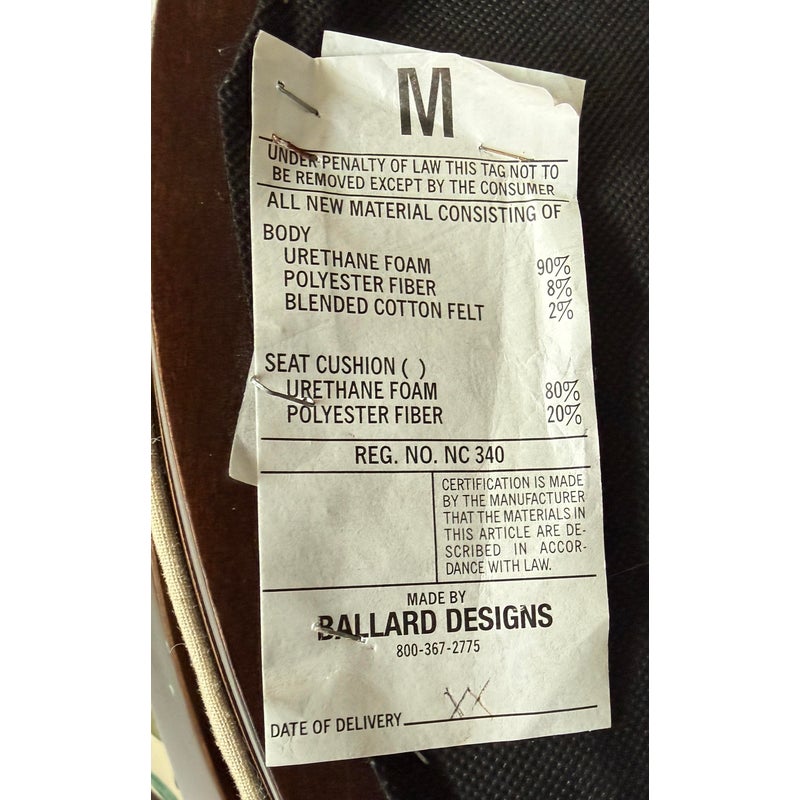 M
UNDER PENALTY OF LAW THIS TAG NOT TO
BE REMOVED EXCEPT BY THE CONSUMER
ALL NEW MATERIAL CONSISTING OF
BODY
URETHANE FOAM 90%
POLYESTER FIBER 8%
BLENDED COTTON FELT 2%
SEAT CUSHION ( )
URETHANE FOAM 80%
POLYESTER FIBER 20%
REG. NO. NC 340
CERTIFICATION IS MADE
BY THE MANUFACTURER
THAT THE MATERIALS IN
THIS ARTICLE ARE DE-
SCRIBED IN ACCOR-
DANCE WITH LAW.
MADE BY
BALLARD DESIGNS
800-367-2775
XX
DATE OF DELIVERY